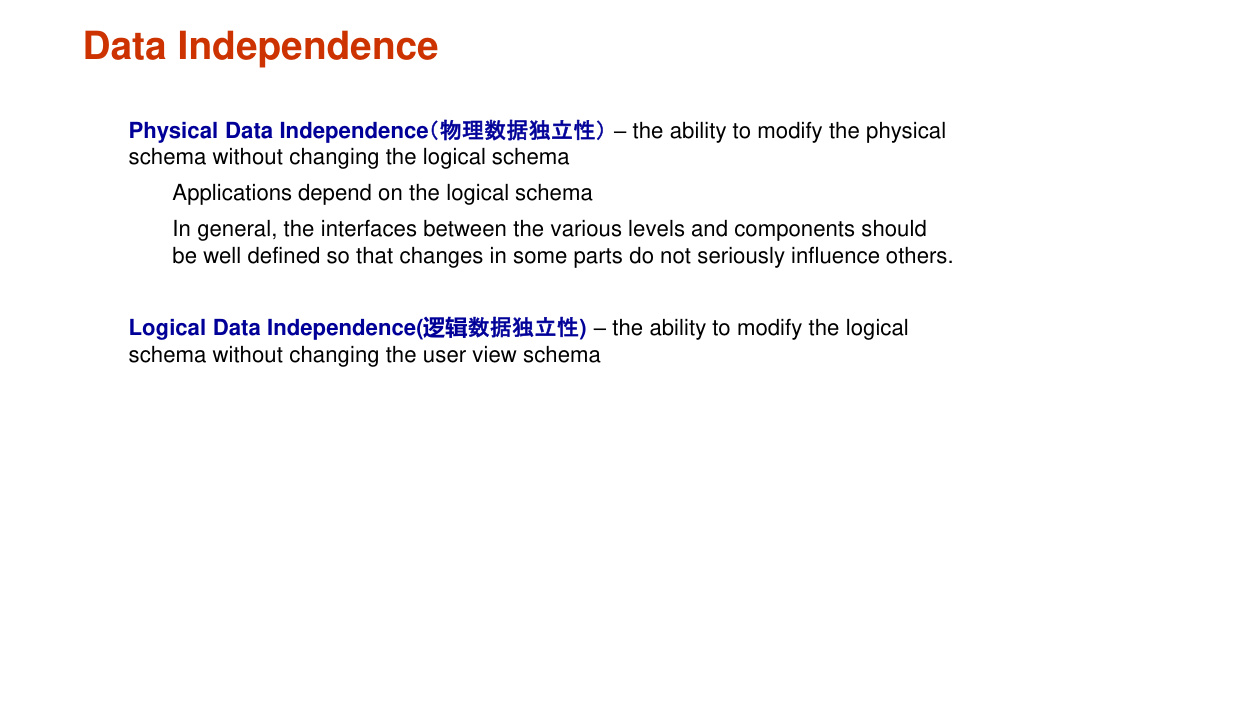 Data Independence
Physical Data Independence（物理数据独立性） – the ability to modify the physical
schema without changing the logical schema
Applications depend on the logical schema
In general, the interfaces between the various levels and components should
be well defined so that changes in some parts do not seriously influence others.
Logical Data Independence(逻辑数据独立性) – the ability to modify the logical
schema without changing the user view schema